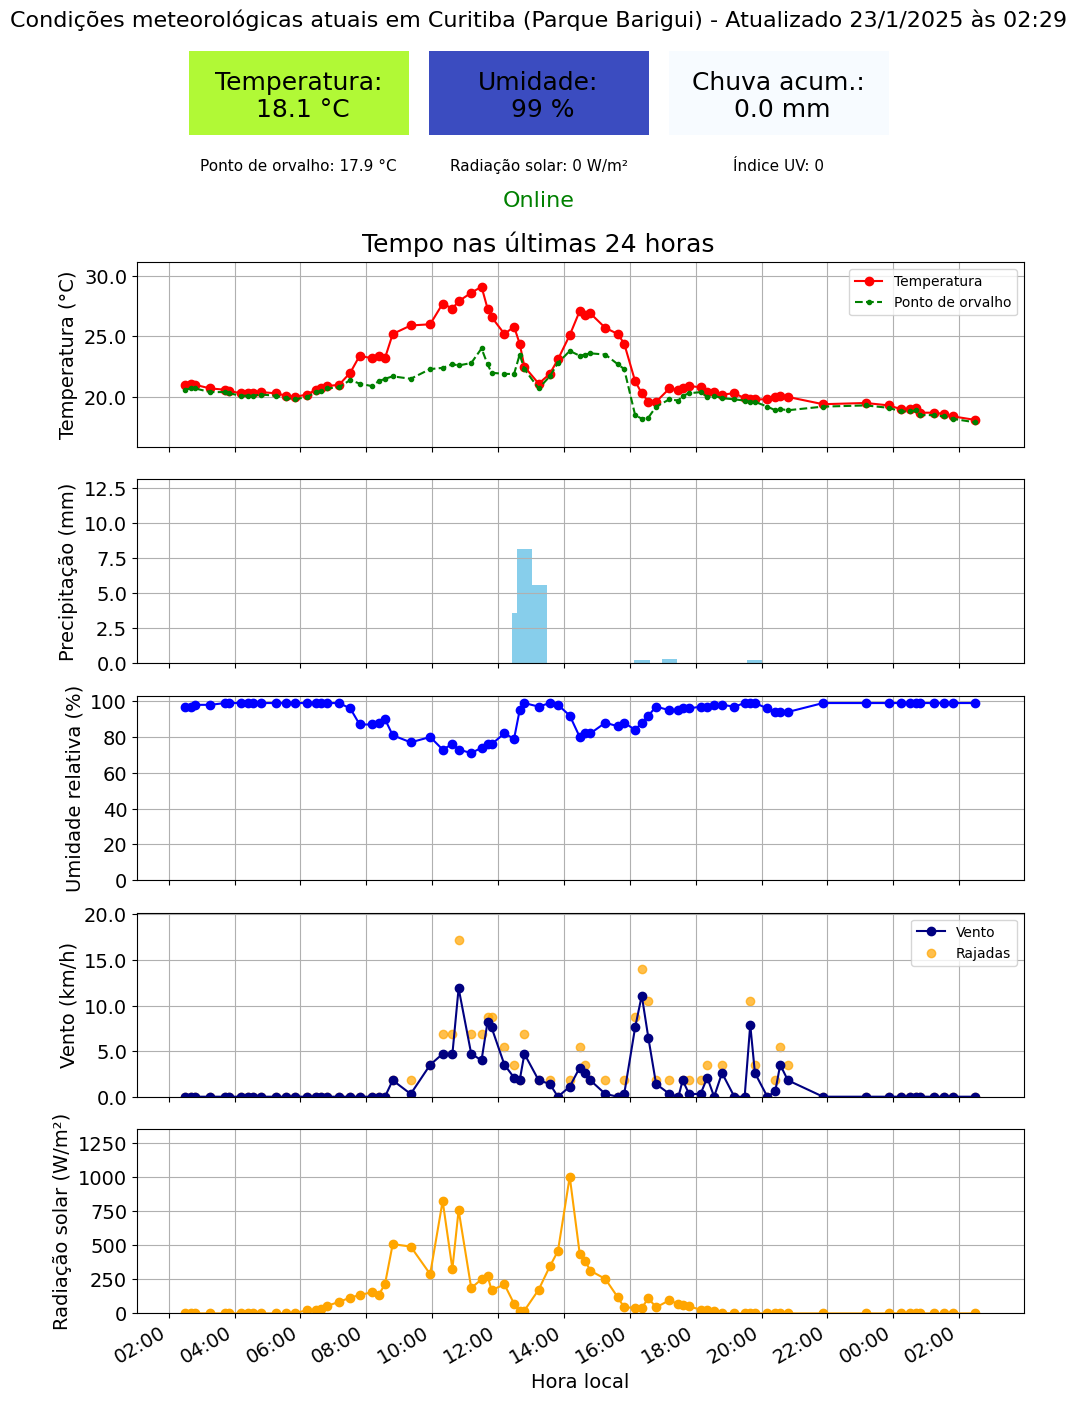 Condições meteorológicas atuais em Curitiba (Parque Barigui) - Atualizado 23/1/2025 às 02:29
Temperatura:
18.1 °C
Umidade:
99 %
Chuva acum.:
0.0 mm
Ponto de orvalho: 17.9 °C
Radiação solar: 0 W/m²
Índice UV: 0
Online
Tempo nas últimas 24 horas
Temperatura (°C)
30.0
25.0
20.0
Temperatura
Ponto de orvalho
Precipitação (mm)
12.5
10.0
7.5
5.0
2.5
0.0
Umidade relativa (%)
100
80
60
40
20
0
Vento (km/h)
20.0
15.0
10.0
5.0
0.0
Vento
Rajadas
Radiação solar (W/m²)
1250
1000
750
500
250
0
02:00 04:00 06:00 08:00 10:00 12:00 14:00 16:00 18:00 20:00 22:00 00:00 02:00
Hora local